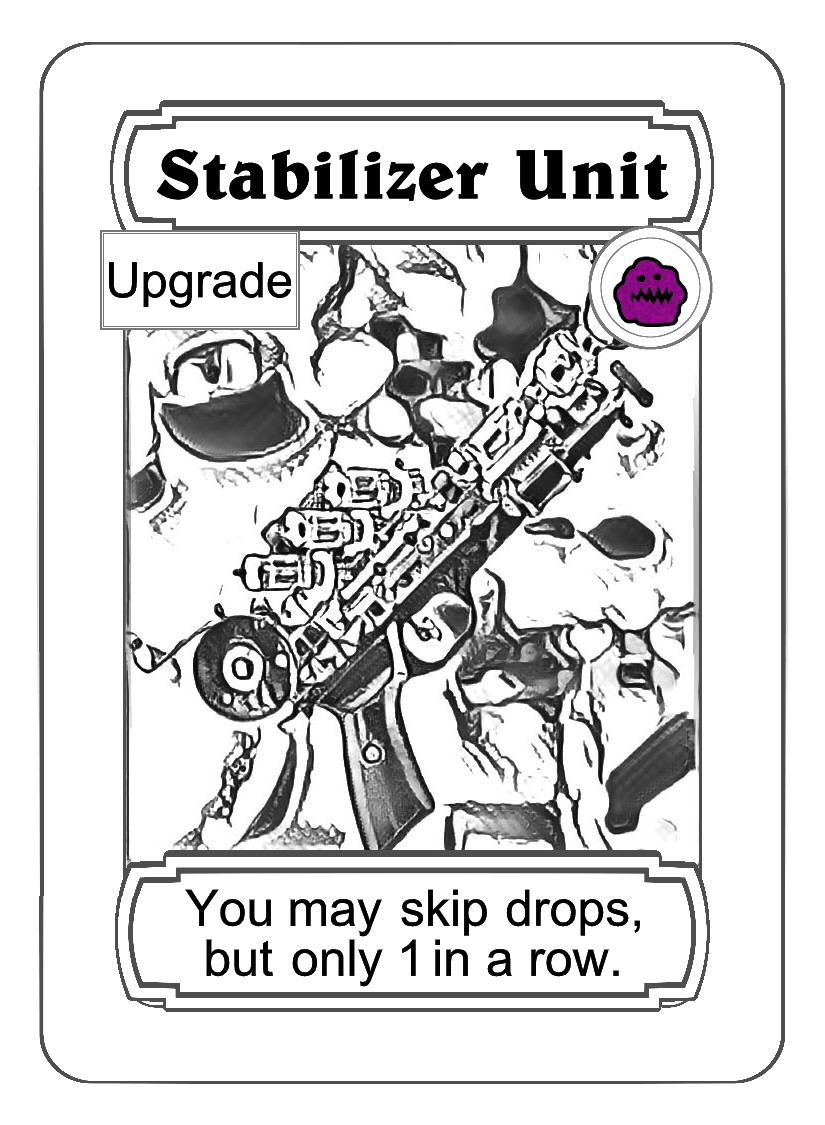 Stabilizer Unit
Upgrade
You may skip drops,
but only 1 in a row.